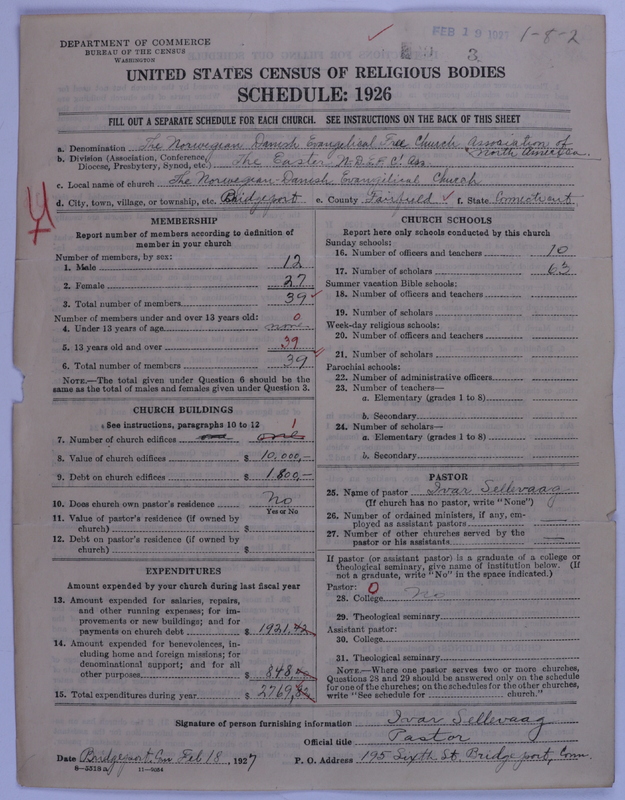 FEB 19 1927
1-8-2
3
DEPARTMENT OF COMMERCE
BUREAU OF THE CENSUS
WASHINGTON
UNITED STATES CENSUS OF RELIGIOUS BODIES
SCHEDULE: 1926
FILL OUT A SEPARATE SCHEDULE FOR EACH CHURCH. SEE INSTRUCTIONS ON THE BACK OF THIS SHEET
a. Denomination The Norwegian Danish Evangelical Free Church Association of North America.
b. Division (Association, Conference, Diocese, Presbytery, Synod, etc.) The Easter N.D.E.F.C. Ass.
c. Local name of church The Norwegian-Danish Evangilical Church
d. City, town, village, or township, etc. Bridgeport e. County Fairfield f. State Connecticut
MEMBERSHIP
Report number of members according to definition of member in your church
Number of members, by sex:
1. Male 12
2. Female 27
3. Total number of members 39
Number of members under and over 13 years old: 0
4. Under 13 years of age none
5. 13 years old and over 39
6. Total number of members 39
NOTE.—The total given under Question 6 should be the same as the total of males and females given under Question 3.
CHURCH BUILDINGS
See instructions, paragraphs 10 to 12 1
7. Number of church edifices one
8. Value of church edifices $ 10,000,—
9. Debt on church edifices $ 1.800,—
10. Does church own pastor's residence No
Yes or No
11. Value of pastor's residence (if owned by church) $
12. Debt on pastor's residence (if owned by church) $
EXPENDITURES
Amount expended by your church during last fiscal year
13. Amount expended for salaries, repairs, and other running expenses; for improvements or new buildings; and for payments on church debt $ 1921,
14. Amount expended for benevolences, including home and foreign missions; for denominational support; and for all other purposes $ 848,
15. Total expenditures during year $ 2769,
CHURCH SCHOOLS
Report here only schools conducted by this church
Sunday schools:
16. Number of officers and teachers 10
17. Number of scholars 63
Summer vacation Bible schools:
18. Number of officers and teachers
19. Number of scholars
Week-day religious schools:
20. Number of officers and teachers
21. Number of scholars
Parochial schools:
22. Number of administrative officers
23. Number of teachers—
a. Elementary (grades 1 to 8)
b. Secondary
24. Number of scholars—
a. Elementary (grades 1 to 8)
b. Secondary
PASTOR
25. Name of pastor Ivar Sellevaag
(If church has no pastor, write "None")
26. Number of ordained ministers, if any, employed as assistant pastors —
27. Number of other churches served by the pastor or his assistants —
If pastor (or assistant pastor) is a graduate of a college or theological seminary, give name of institution below. (If not a graduate, write "No" in the space indicated.)
Pastor: 0
28. College No
29. Theological seminary
Assistant pastor:
30. College
31. Theological seminary
NOTE.—Where one pastor serves two or more churches, Questions 28 and 29 should be answered only on the schedule for one of the churches; on the schedules for the other churches, write "See schedule for church."
Signature of person furnishing information Ivar Sellevaag
Official title Pastor
Date Bridgeport, Con Feb 18, 1927 P. O. Address 195 Sixth St. Bridgeport, Conn.
8-5518 a 11-9054